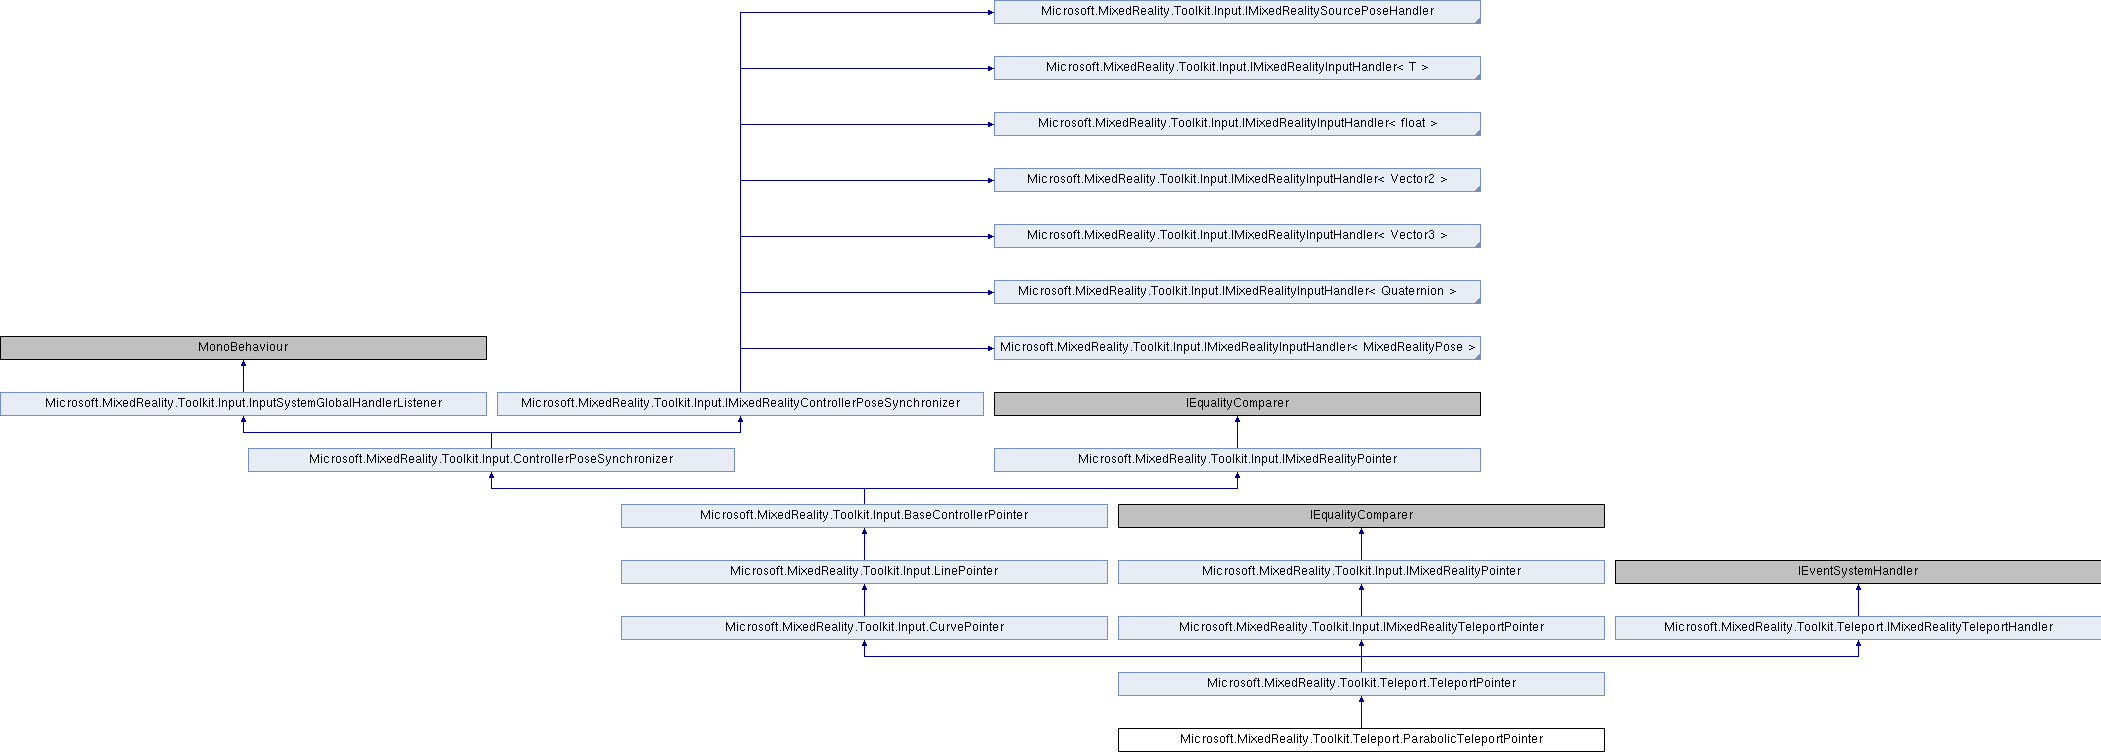 Microsoft.MixedReality.Toolkit.Input.IMixedRealitySourcePoseHandler
Microsoft.MixedReality.Toolkit.Input.IMixedRealityInputHandler< T >
Microsoft.MixedReality.Toolkit.Input.IMixedRealityInputHandler< float >
Microsoft.MixedReality.Toolkit.Input.IMixedRealityInputHandler< Vector2 >
Microsoft.MixedReality.Toolkit.Input.IMixedRealityInputHandler< Vector3 >
Microsoft.MixedReality.Toolkit.Input.IMixedRealityInputHandler< Quaternion >
MonoBehaviour
Microsoft.MixedReality.Toolkit.Input.IMixedRealityInputHandler< MixedRealityPose >
Microsoft.MixedReality.Toolkit.Input.InputSystemGlobalHandlerListener
Microsoft.MixedReality.Toolkit.Input.IMixedRealityControllerPoseSynchronizer
IEqualityComparer
Microsoft.MixedReality.Toolkit.Input.ControllerPoseSynchronizer
Microsoft.MixedReality.Toolkit.Input.IMixedRealityPointer
Microsoft.MixedReality.Toolkit.Input.BaseControllerPointer
IEqualityComparer
Microsoft.MixedReality.Toolkit.Input.LinePointer
Microsoft.MixedReality.Toolkit.Input.IMixedRealityPointer
IEventSystemHandler
Microsoft.MixedReality.Toolkit.Input.CurvePointer
Microsoft.MixedReality.Toolkit.Input.IMixedRealityTeleportPointer
Microsoft.MixedReality.Toolkit.Teleport.IMixedRealityTeleportHandler
Microsoft.MixedReality.Toolkit.Teleport.TeleportPointer
Microsoft.MixedReality.Toolkit.Teleport.ParabolicTeleportPointer